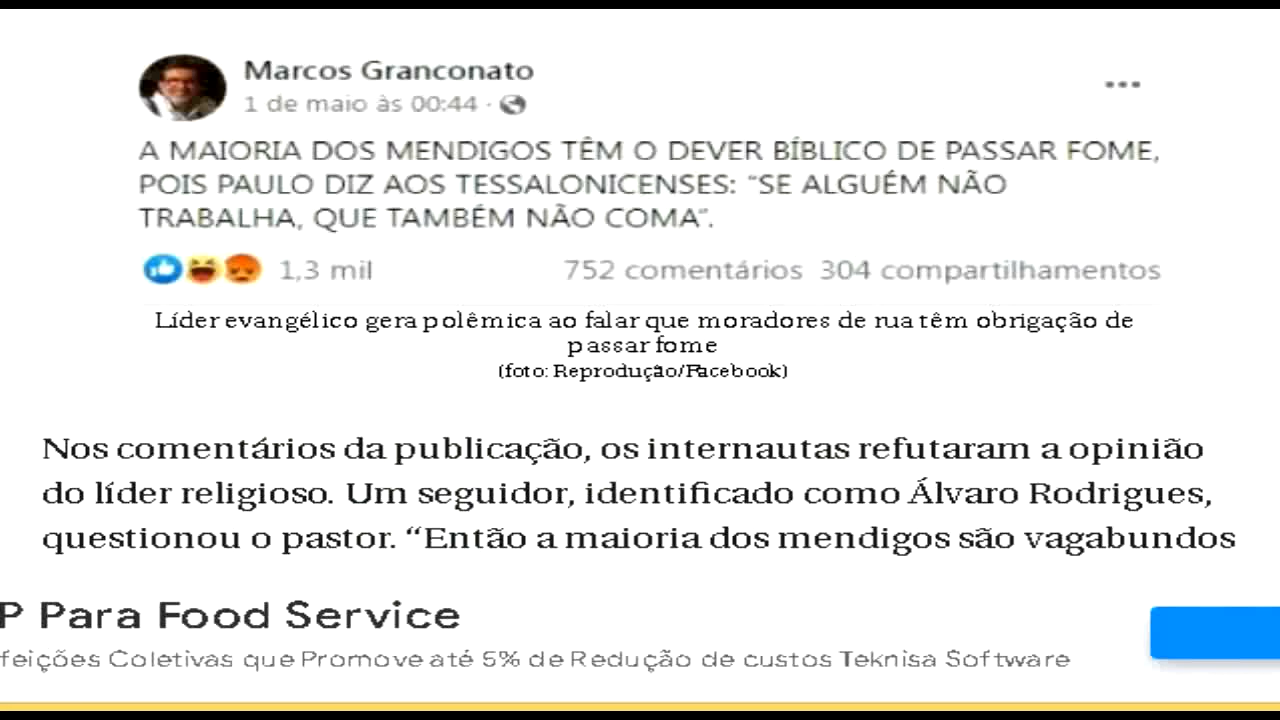 Marcos Granconato
1 de maio às 00:44 ·
A MAIORIA DOS MENDIGOS TÊM O DEVER BÍBLICO DE PASSAR FOME,
POIS PAULO DIZ AOS TESSALONICENSES: "SE ALGUÉM NÃO
TRABALHA, QUE TAMBÉM NÃO COMA".
1,3 mil 752 comentários 304 compartilhamentos
Líder evangélico gera polêmica ao falar que moradores de rua têm obrigação de
passar fome
(foto: Reprodução/Facebook)
Nos comentários da publicação, os internautas refutaram a opinião
do líder religioso. Um seguidor, identificado como Álvaro Rodrigues,
questionou o pastor. “Então a maioria dos mendigos são vagabundos
P Para Food Service
feições Coletivas que Promove até 5% de Redução de custos Teknisa Software